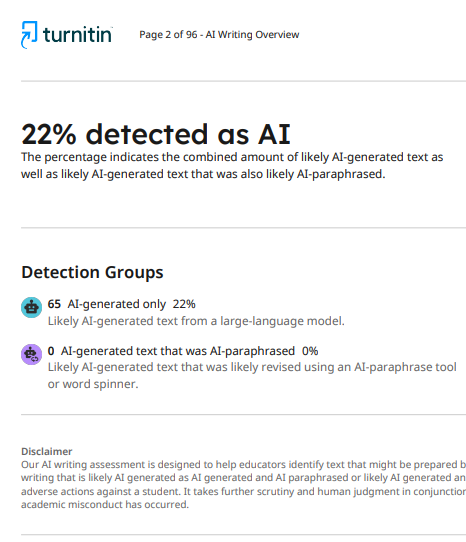 turnitin
Page 2 of 96 - AI Writing Overview
22% detected as AI
The percentage indicates the combined amount of likely AI-generated text as
well as likely AI-generated text that was also likely AI-paraphrased.
Detection Groups
65 AI-generated only 22%
Likely AI-generated text from a large-language model.
0 AI-generated text that was AI-paraphrased 0%
Likely AI-generated text that was likely revised using an AI-paraphrase tool
or word spinner.
Disclaimer
Our AI writing assessment is designed to help educators identify text that might be prepared b
writing that is likely AI generated as AI generated and AI paraphrased or likely AI generated an
adverse actions against a student. It takes further scrutiny and human judgment in conjunction
academic misconduct has occurred.